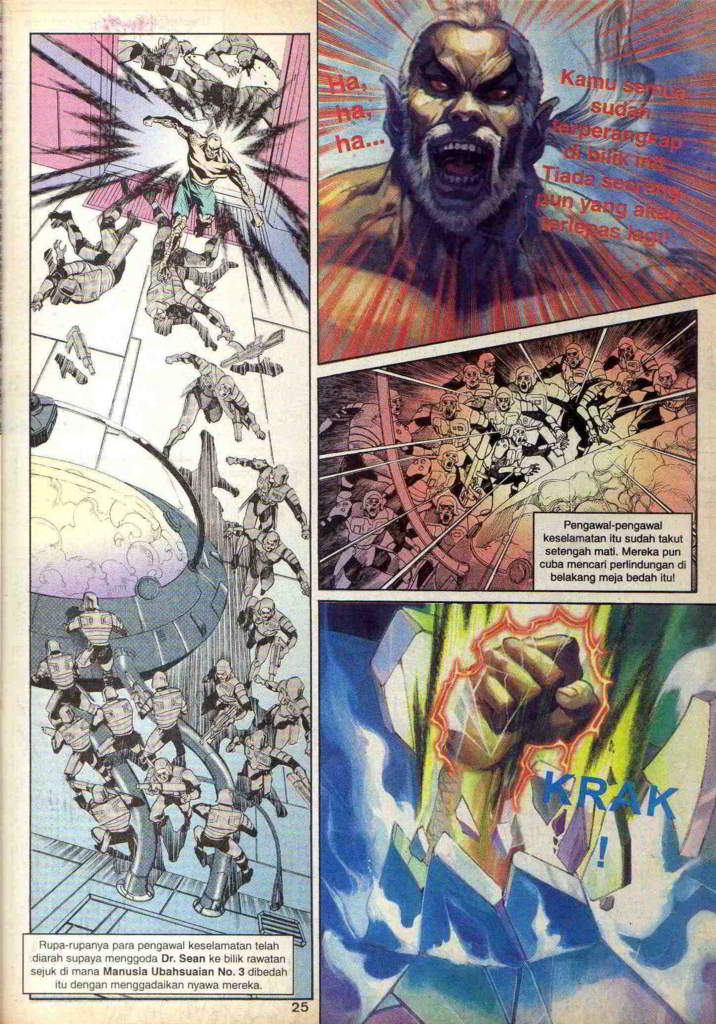 Ha,
ha,
ha...
Kamu semua
sudah
terperangkap
di bilik ini.
Tiada seorang
pun yang akan
terlepas lagi!
Pengawal-pengawal
keselamatan itu sudah takut
setengah mati. Mereka pun
cuba mencari perlindungan di
belakang meja bedah itu!
KRAK
!
Rupa-rupanya para pengawal keselamatan telah
diarah supaya menggoda Dr. Sean ke bilik rawatan
sejuk di mana Manusia Ubahsuaian No. 3 dibedah
itu dengan menggadaikan nyawa mereka.
25